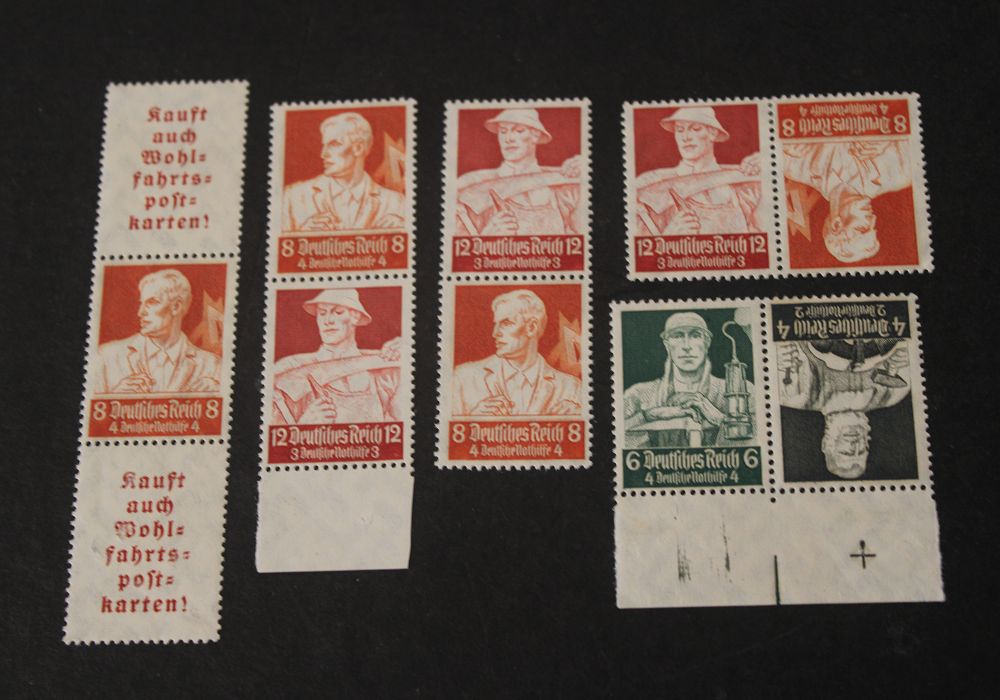 Kauft
auch
Wohl=
fahrts=
post=
karten!
8 Deutsches Reich 8
4 Deutsche Nothilfe 4
Kauft
auch
Wohl=
fahrts=
post=
karten!
8 Deutsches Reich 8
4 Deutsche Nothilfe 4
12 Deutsches Reich 12
3 Deutsche Nothilfe 3
12 Deutsches Reich 12
3 Deutsche Nothilfe 3
8 Deutsches Reich 8
4 Deutsche Nothilfe 4
12 Deutsches Reich 12
3 Deutsche Nothilfe 3
8 Deutsches Reich 8
4 Deutsche Nothilfe 4
6 Deutsches Reich 6
4 Deutsche Nothilfe 4
4 Deutsches Reich 4
2 Deutsche Nothilfe 2